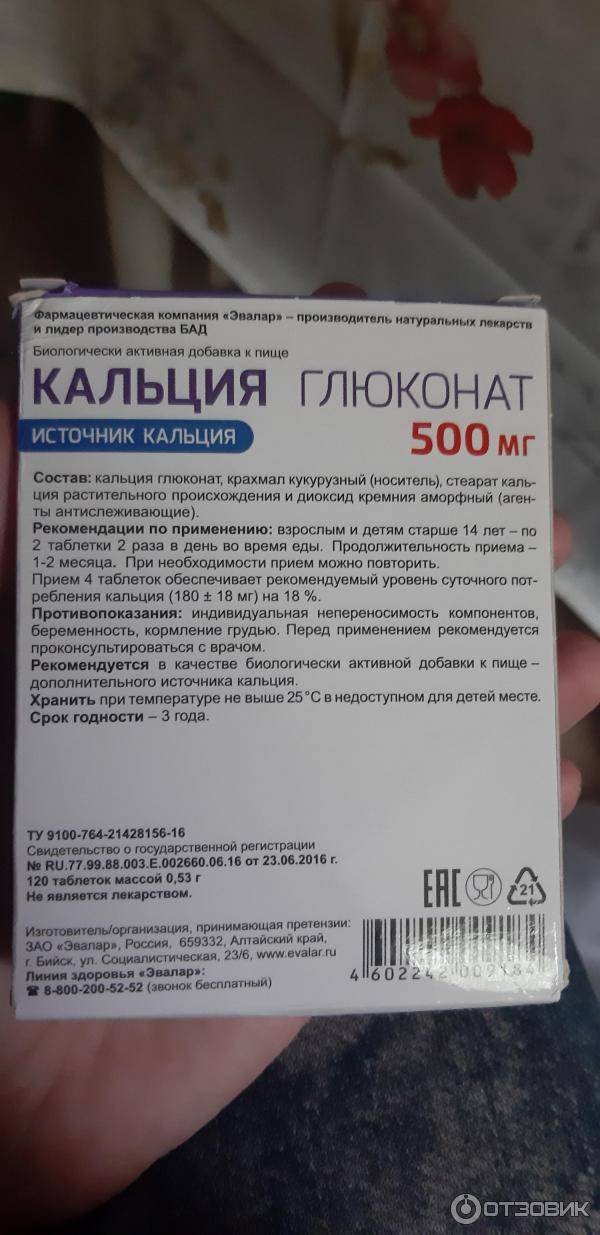 Фармацевтическая компания «Эвалар» – производитель натуральных лекарств
и лидер производства БАД
Биологически активная добавка к пище
КАЛЬЦИЯ ГЛЮКОНАТ
ИСТОЧНИК КАЛЬЦИЯ
500 мг
Состав: кальция глюконат, крахмал кукурузный (носитель), стеарат каль-
ция растительного происхождения и диоксид кремния аморфный (аген-
ты антислеживающие).
Рекомендации по применению: взрослым и детям старше 14 лет – по
2 таблетки 2 раза в день во время еды. Продолжительность приема –
1-2 месяца. При необходимости прием можно повторить.
Прием 4 таблеток обеспечивает рекомендуемый уровень суточного пот-
ребления кальция (180 ± 18 мг) на 18 %.
Противопоказания: индивидуальная непереносимость компонентов,
беременность, кормление грудью. Перед применением рекомендуется
проконсультироваться с врачом.
Рекомендуется в качестве биологически активной добавки к пище –
дополнительного источника кальция.
Хранить при температуре не выше 25°С в недоступном для детей месте.
Срок годности – 3 года.
ТУ 9100-764-21428156-16
Свидетельство о государственной регистрации
№ RU.77.99.88.003.Е.002660.06.16 от 23.06.2016 г.
120 таблеток массой 0,53 г
Не является лекарством.
EAC
21
Изготовитель/организация, принимающая претензии:
ЗАО «Эвалар», Россия, 659332, Алтайский край,
г. Бийск, ул. Социалистическая, 23/6, www.evalar.ru
Линия здоровья «Эвалар»:
☎ 8-800-200-52-52 (звонок бесплатный)
4 602242 009184
ОТЗОВИК